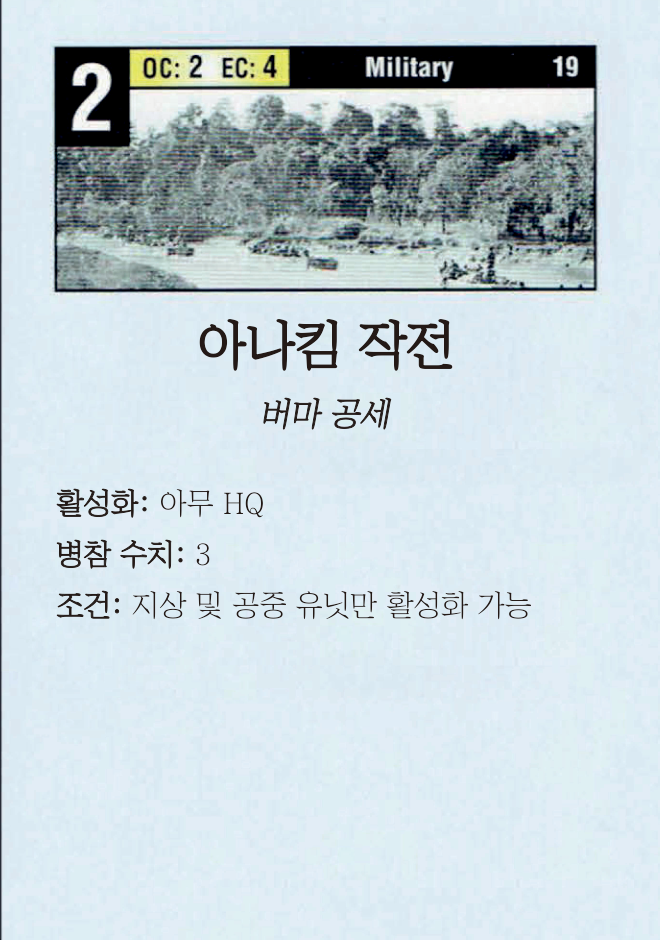 2
OC: 2 EC: 4 Military 19
아나킴 작전
버마 공세
활성화: 아무 HQ
병참 수치: 3
조건: 지상 및 공중 유닛만 활성화 가능